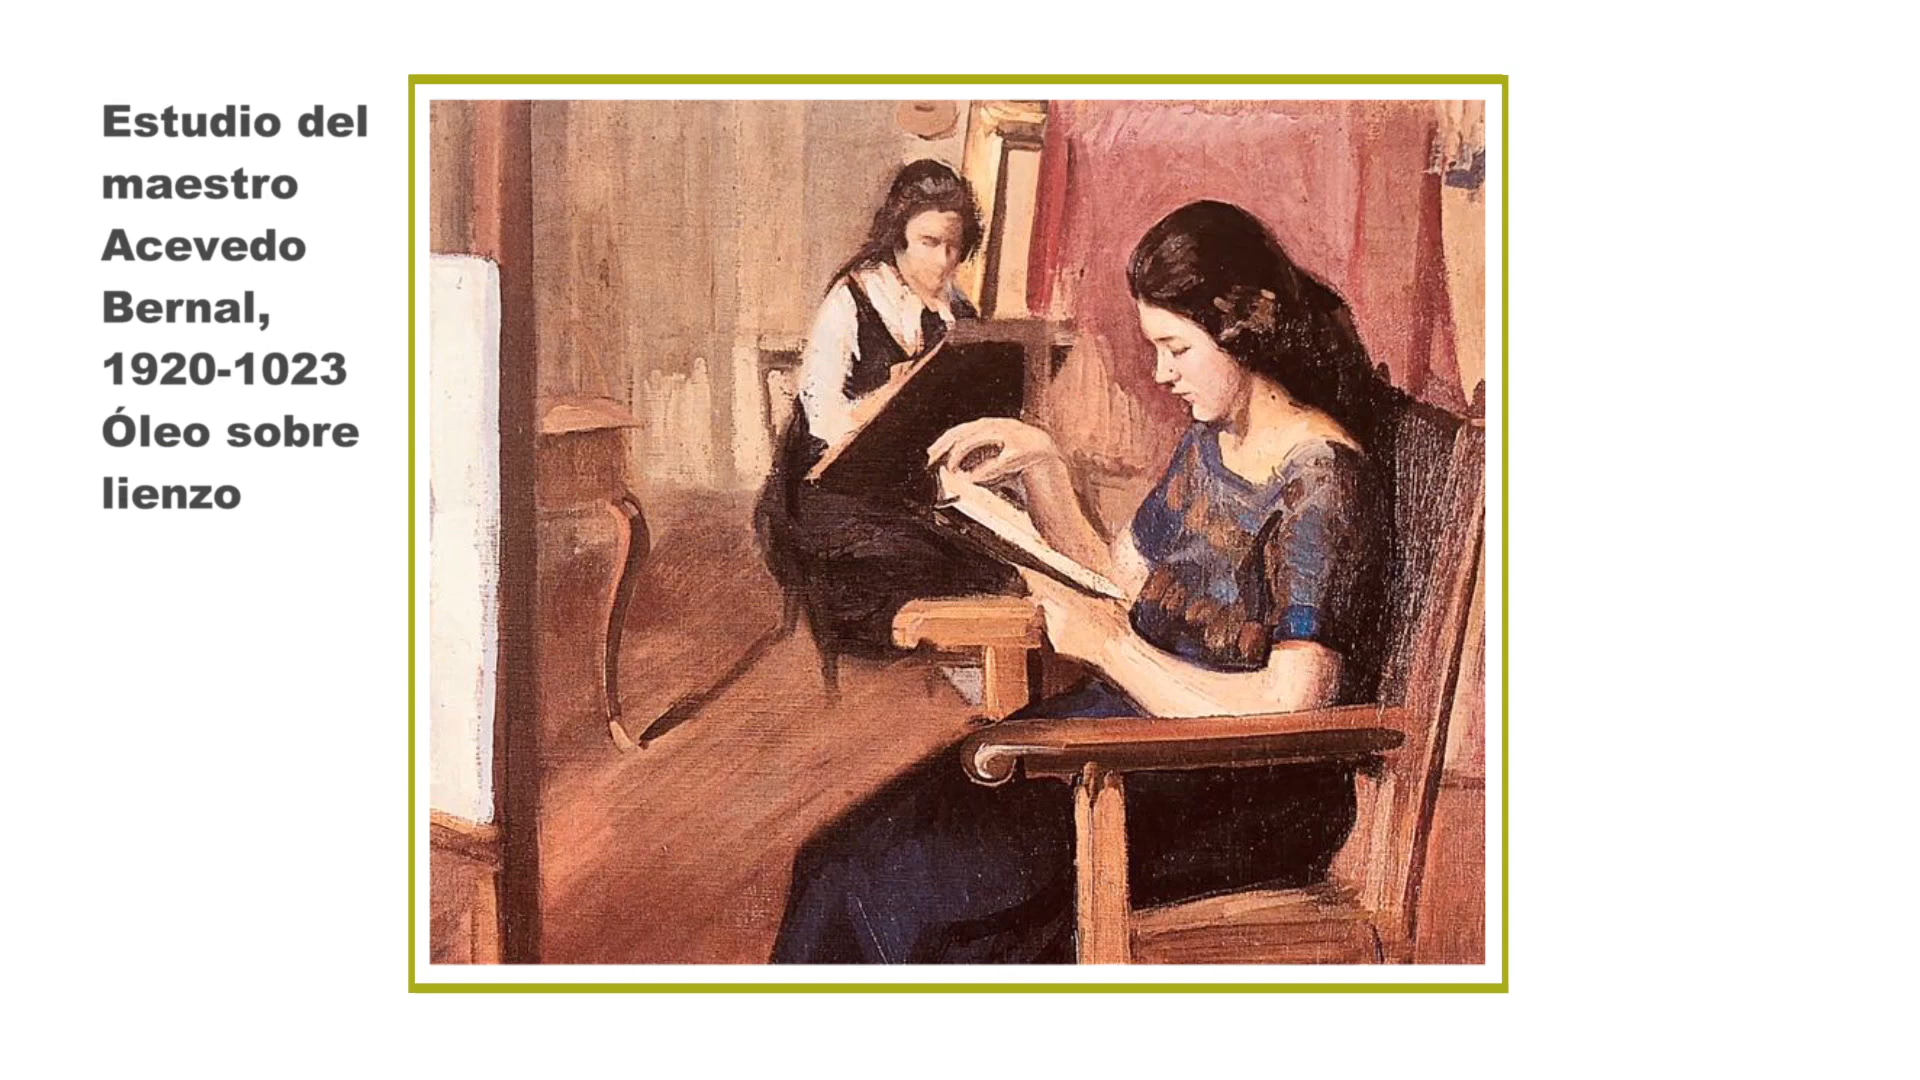 Estudio del
maestro
Acevedo
Bernal,
1920-1023
Óleo sobre
lienzo